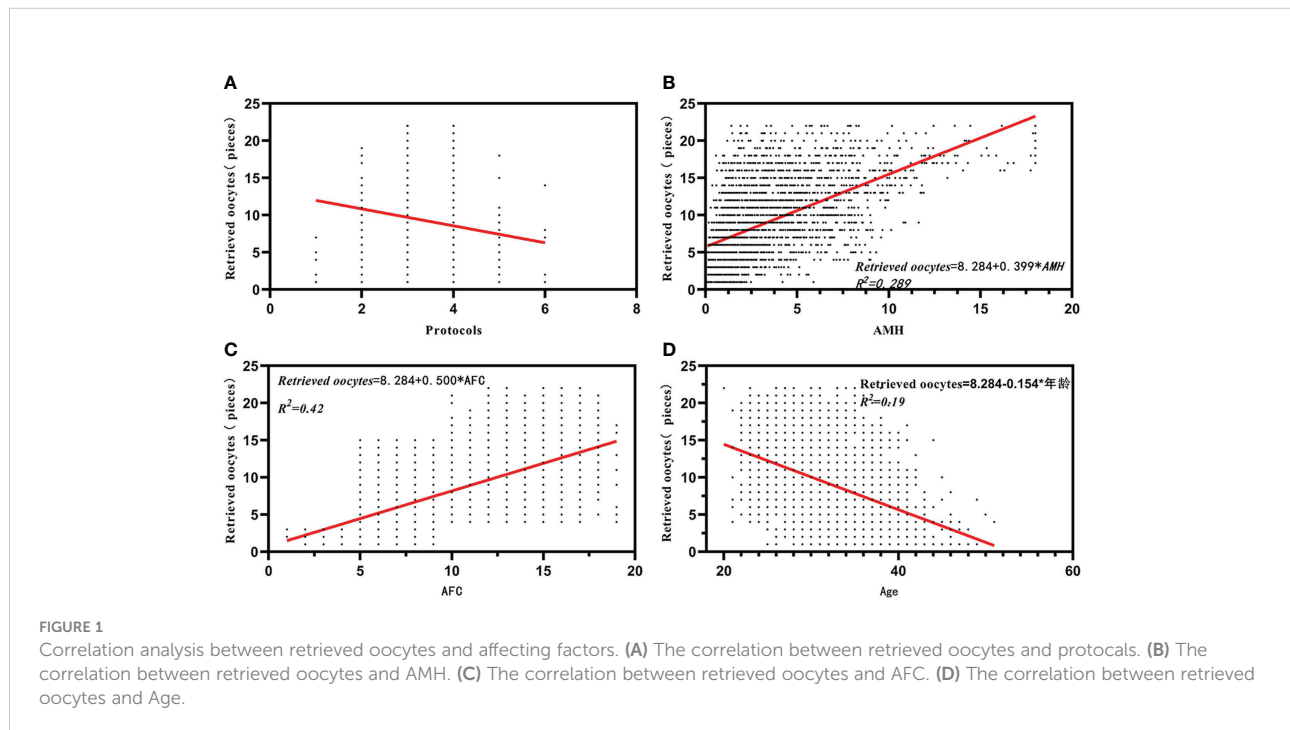 A
Retrieved oocytes ( pieces)
25
20
15
10
5
0
0
2
4
6
8
Protocols
B
Retrieved oocytes ( pieces)
25
20
15
10
5
0
0
5
10
15
20
AMH
Retrieved oocytes=8.284+0.399*AMH
R²=0.289
C
Retrieved oocytes ( pieces)
25
20
15
10
5
0
0
5
10
15
20
AFC
Retrieved oocytes=8.284+0.500*AFC
R²=0.42
D
Retrieved oocytes ( pieces)
25
20
15
10
5
0
20
40
60
Age
Retrieved oocytes=8.284-0.154*年龄
R²=0.19
FIGURE 1
Correlation analysis between retrieved oocytes and affecting factors. (A) The correlation between retrieved oocytes and protocals. (B) The
correlation between retrieved oocytes and AMH. (C) The correlation between retrieved oocytes and AFC. (D) The correlation between retrieved
oocytes and Age.